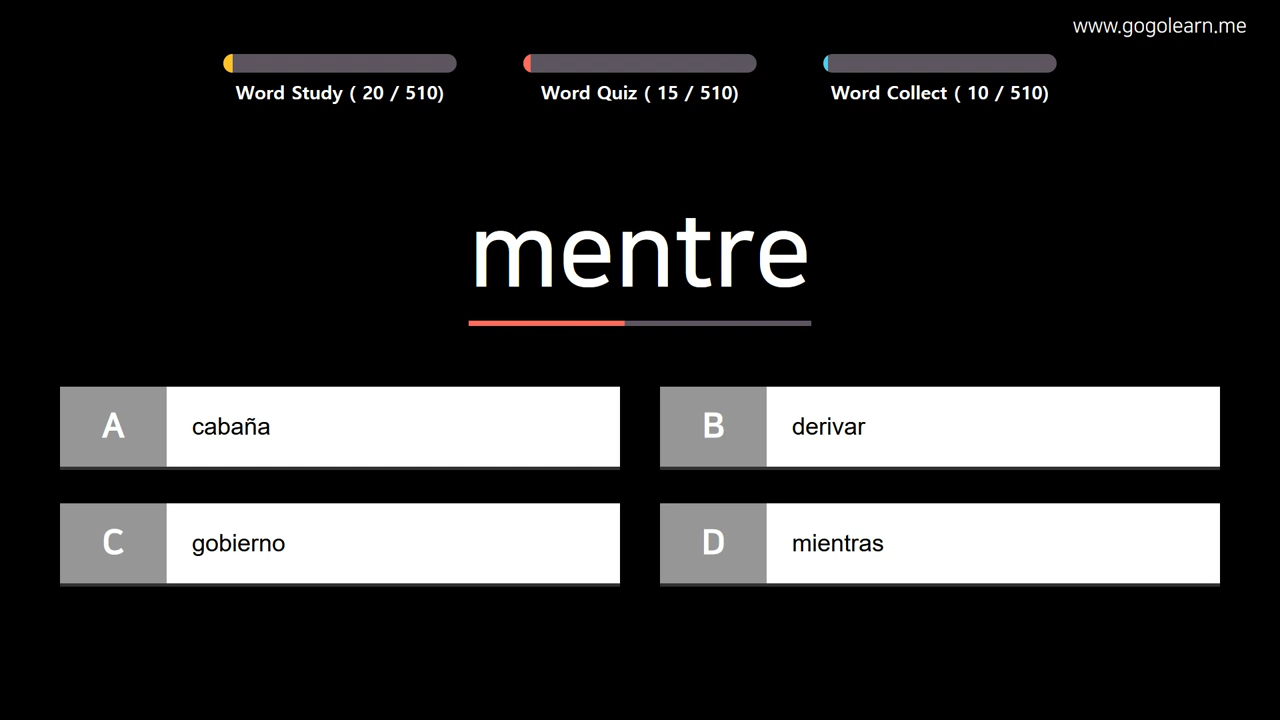 www.gogolearn.me
Word Study ( 20 / 510)
Word Quiz ( 15 / 510)
Word Collect ( 10 / 510)
mentre
A cabaña
B derivar
C gobierno
D mientras